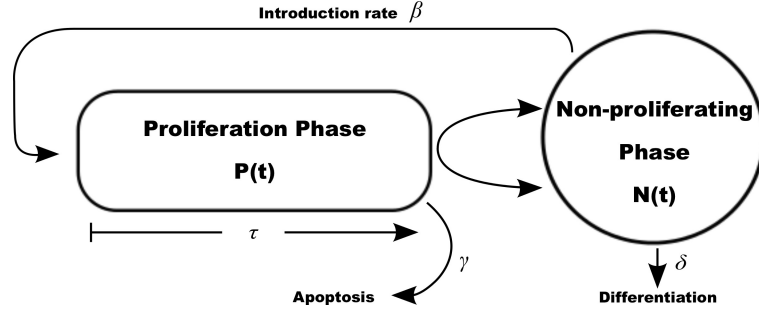 Introduction rate β
Proliferation Phase
P(t)
Non-proliferating
Phase
N(t)
τ
γ
δ
Apoptosis
Differentiation